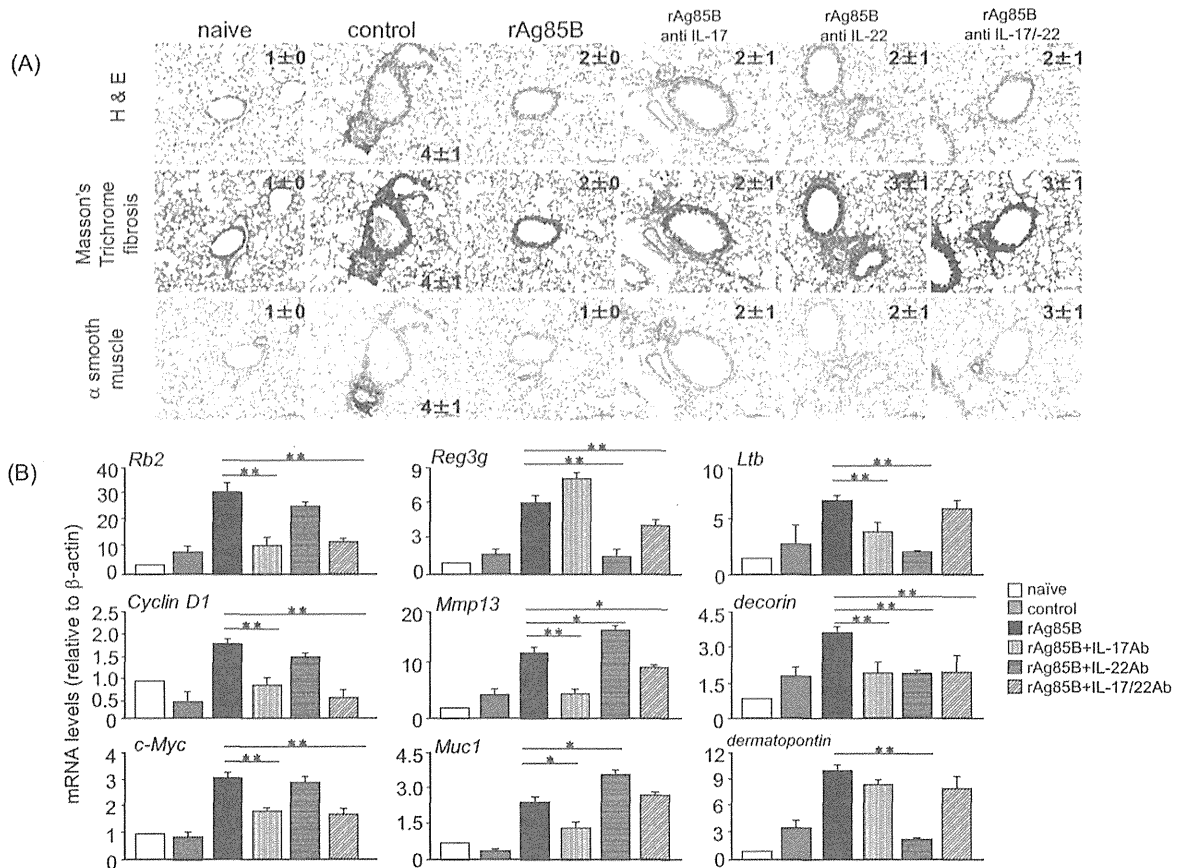 (A)
naive control rAg85B rAg85B anti IL-17 rAg85B anti IL-22 rAg85B anti IL-17/-22
H & E
1±0 4±1 2±0 2±1 2±1 2±1
Masson's Trichrome fibrosis
1±0 4±1 2±0 2±1 3±1 3±1
α smooth muscle
1±0 4±1 1±0 2±1 2±1 3±1
(B)
mRNA levels (relative to β-actin)
Rb2
40
30
20
10
0
** **
Reg3g
9
6
3
0
** **
Ltb
10
5
0
** **
Cyclin D1
2.5
2.0
1.5
1.0
0.5
0
** **
Mmp13
20
10
0
** * *
decorin
4.5
3.0
1.5
0
** ** **
c-Myc
4
3
2
1
0
** **
Muc1
4.5
3.0
1.5
0
* *
dermatopontin
12
9
6
3
0
**
naïve
control
rAg85B
rAg85B+IL-17Ab
rAg85B+IL-22Ab
rAg85B+IL-17/22Ab